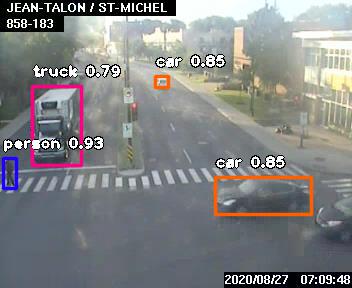 JEAN-TALON / ST-MICHEL
858-183
car 0.85
truck 0.79
person 0.93
car 0.85
2020/08/27 07:09:48